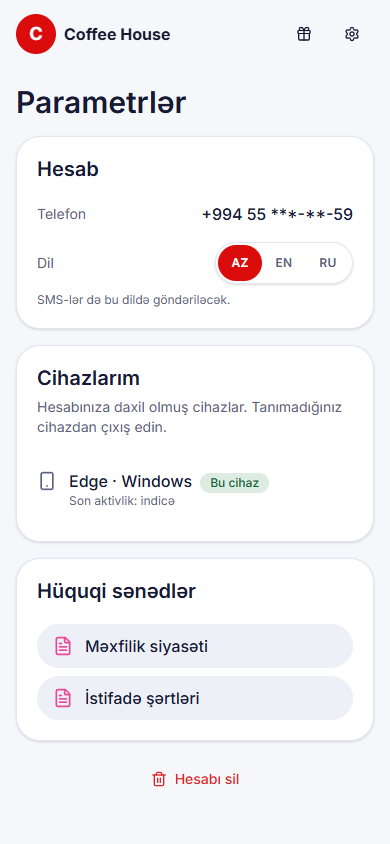 C Coffee House
Parametrlər
Hesab
Telefon +994 55 ***-**-59
Dil AZ EN RU
SMS-lər də bu dildə göndəriləcək.
Cihazlarım
Hesabınıza daxil olmuş cihazlar. Tanımadığınız
cihazdan çıxış edin.
Edge · Windows Bu cihaz
Son aktivlik: indicə
Hüquqi sənədlər
Məxfilik siyasəti
İstifadə şərtləri
Hesabı sil